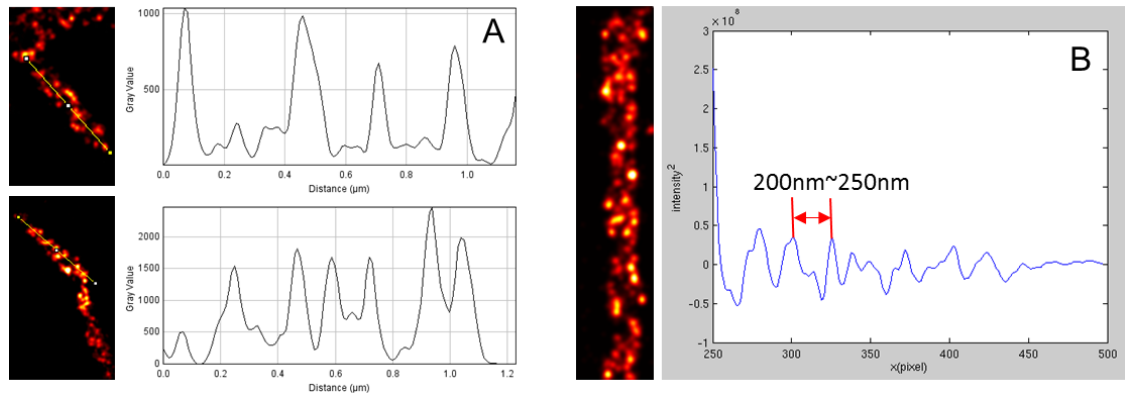 A
1000
500
Gray Value
0.0 0.2 0.4 0.6 0.8 1.0
Distance (μm)
2000
1500
1000
500
0
Gray Value
0.0 0.2 0.4 0.6 0.8 1.0 1.2
Distance (μm)
B
x 10⁸
3
2.5
2
1.5
1
0.5
0
-0.5
-1
intensity²
200nm~250nm
250 300 350 400 450 500
x(pixel)